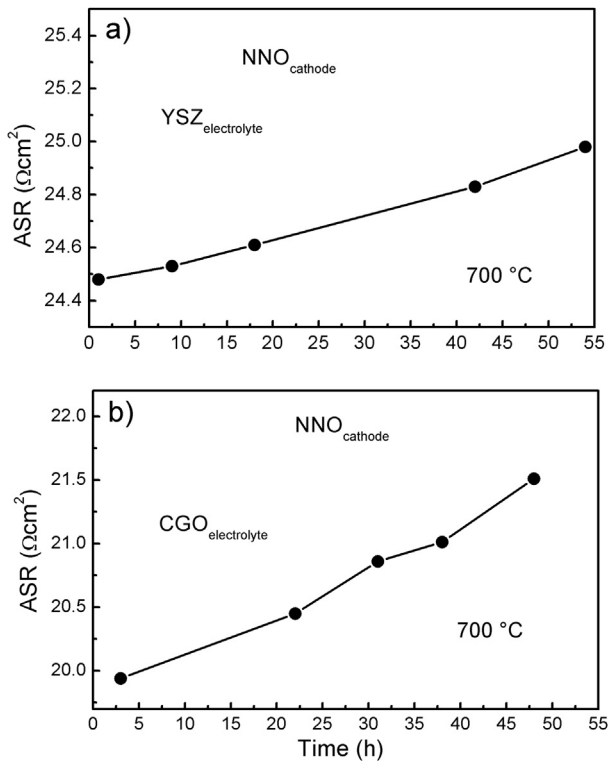 a)
NNOcathode
YSZelectrolyte
700 °C
ASR (Ωcm²)
25.4
25.2
25.0
24.8
24.6
24.4
0 5 10 15 20 25 30 35 40 45 50 55
b)
NNOcathode
CGOelectrolyte
700 °C
ASR (Ωcm²)
22.0
21.5
21.0
20.5
20.0
0 5 10 15 20 25 30 35 40 45 50 55
Time (h)